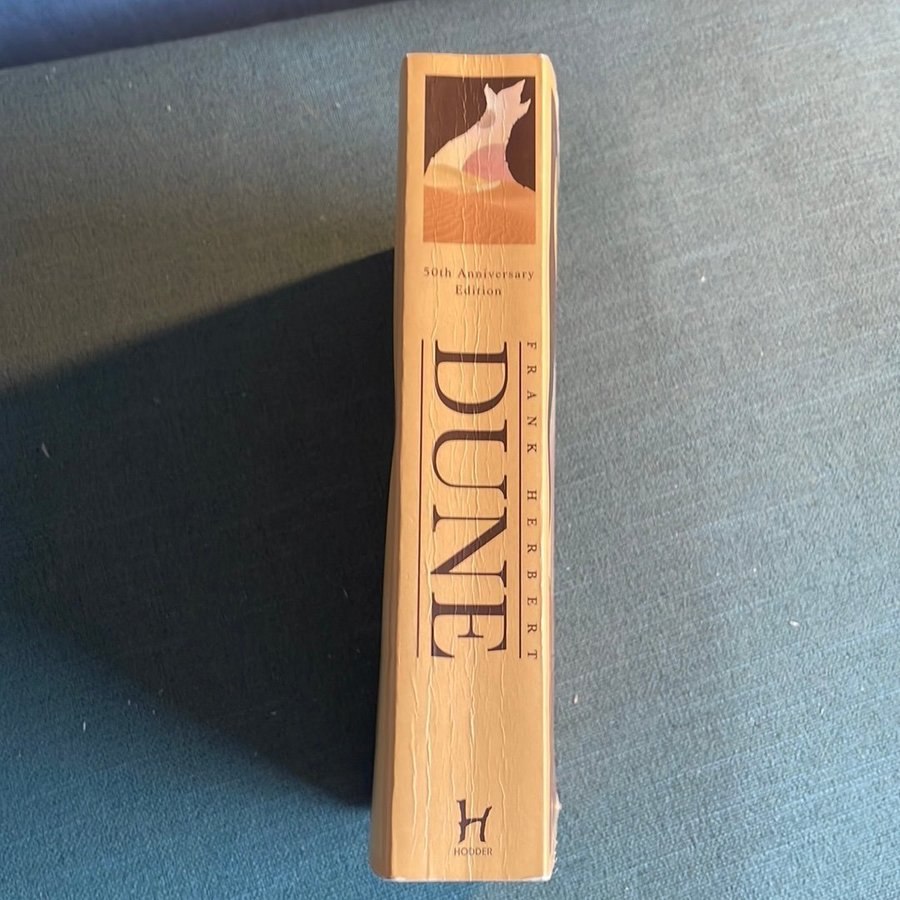 50th Anniversary
Edition
FRANK HERBERT
DUNE
H
HODDER